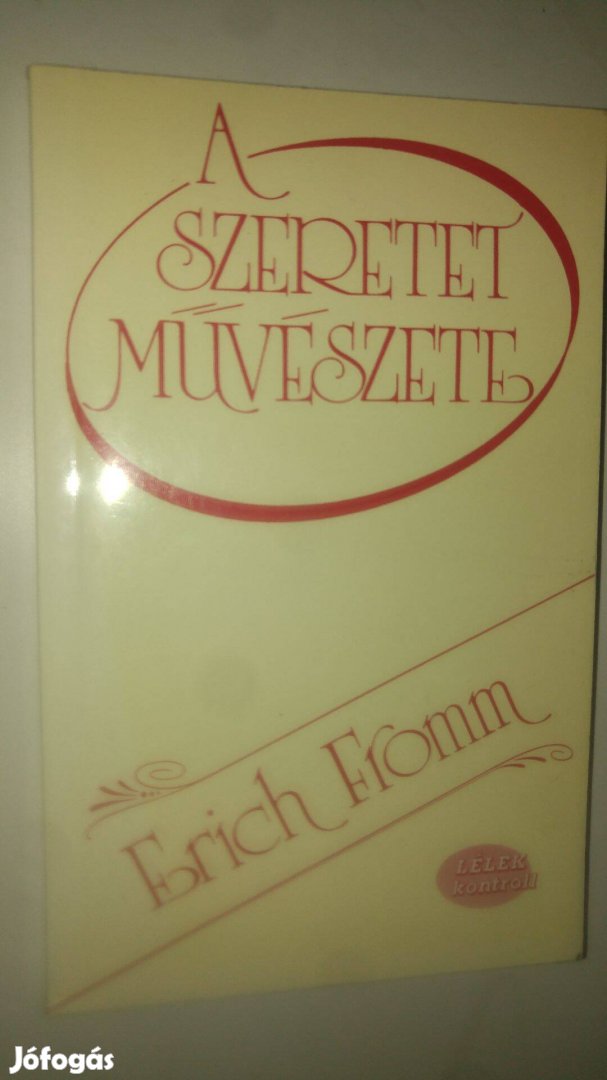 A
SZERETET
MŰVÉSZETE
Erich Fromm
LÉLEK
kontroll
Jófogás